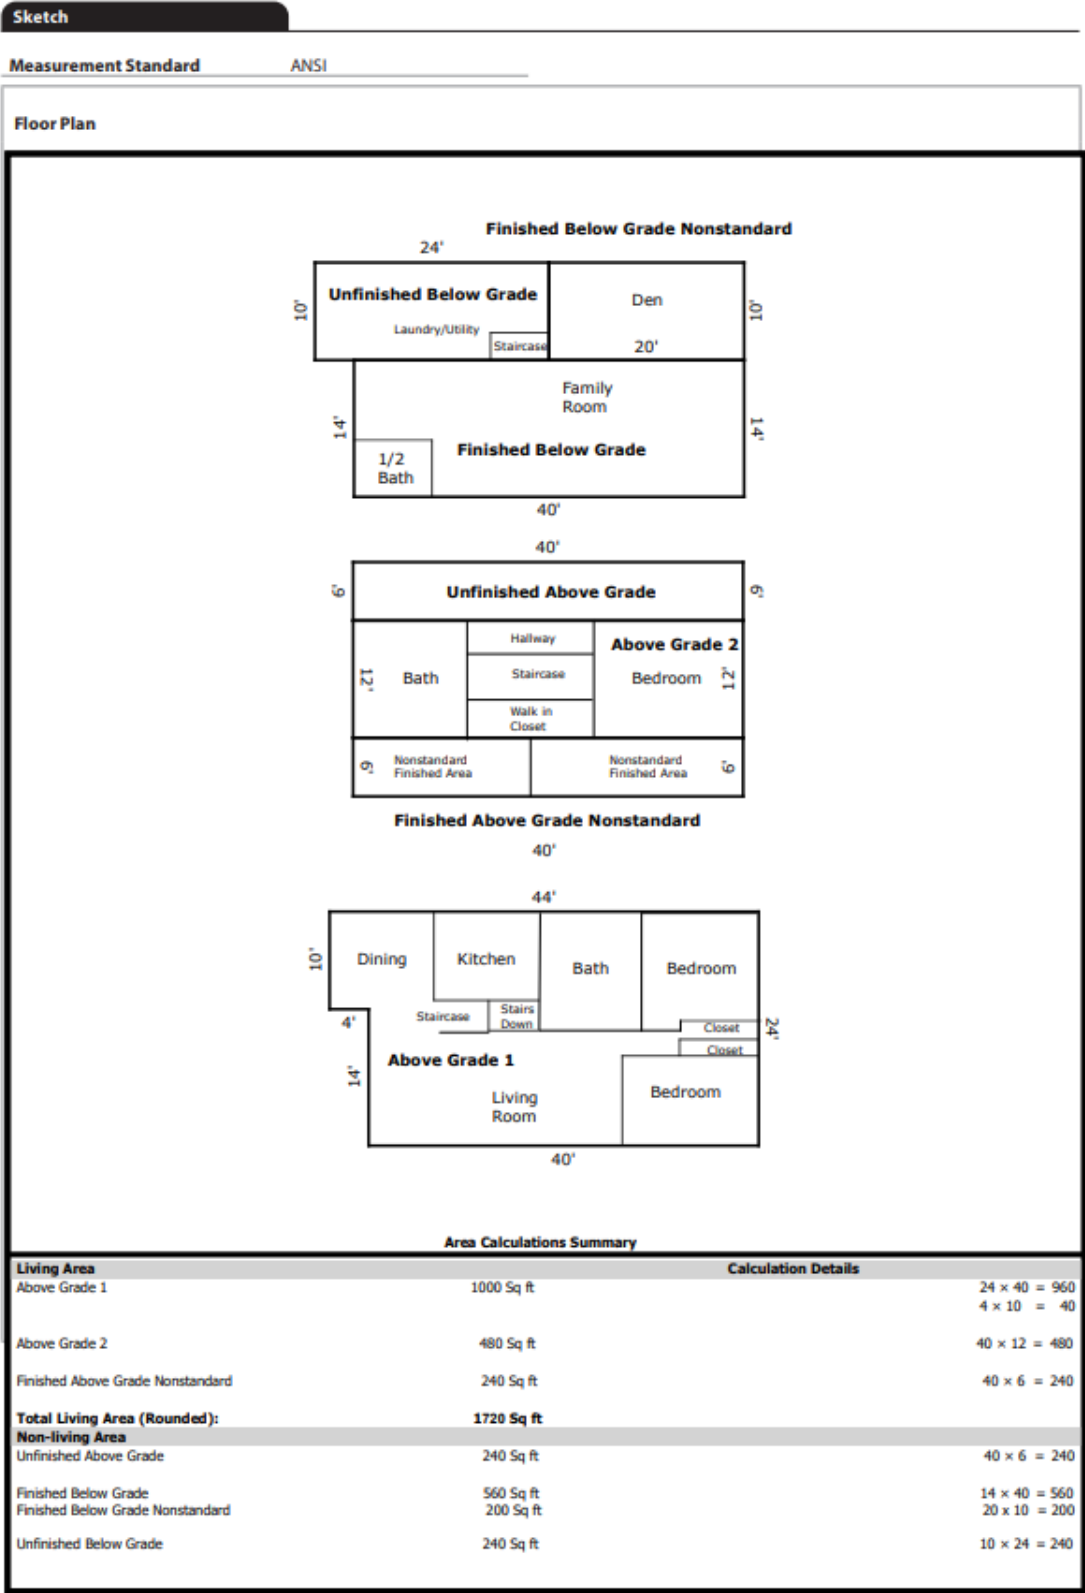 Sketch
Measurement Standard ANSI
Floor Plan
Finished Below Grade Nonstandard
24'
Unfinished Below Grade
Den
10'
10'
Laundry/Utility
Staircase
20'
Family
Room
14'
14'
Finished Below Grade
1/2
Bath
40'
40'
6'
Unfinished Above Grade
6'
Hallway
Above Grade 2
12'
Bath
Staircase
Bedroom
12'
Walk in
Closet
6'
Nonstandard
Finished Area
Nonstandard
Finished Area
6'
Finished Above Grade Nonstandard
40'
44'
10'
Dining
Kitchen
Bath
Bedroom
4'
Staircase
Stairs
Down
Closet
24'
Closet
Above Grade 1
14'
Living
Room
Bedroom
40'
Area Calculations Summary
Living Area Calculation Details
Above Grade 1 1000 Sq ft 24 × 40 = 960
4 × 10 = 40
Above Grade 2 480 Sq ft 40 × 12 = 480
Finished Above Grade Nonstandard 240 Sq ft 40 × 6 = 240
Total Living Area (Rounded): 1720 Sq ft
Non-living Area
Unfinished Above Grade 240 Sq ft 40 × 6 = 240
Finished Below Grade 560 Sq ft 14 × 40 = 560
Finished Below Grade Nonstandard 200 Sq ft 20 x 10 = 200
Unfinished Below Grade 240 Sq ft 10 × 24 = 240